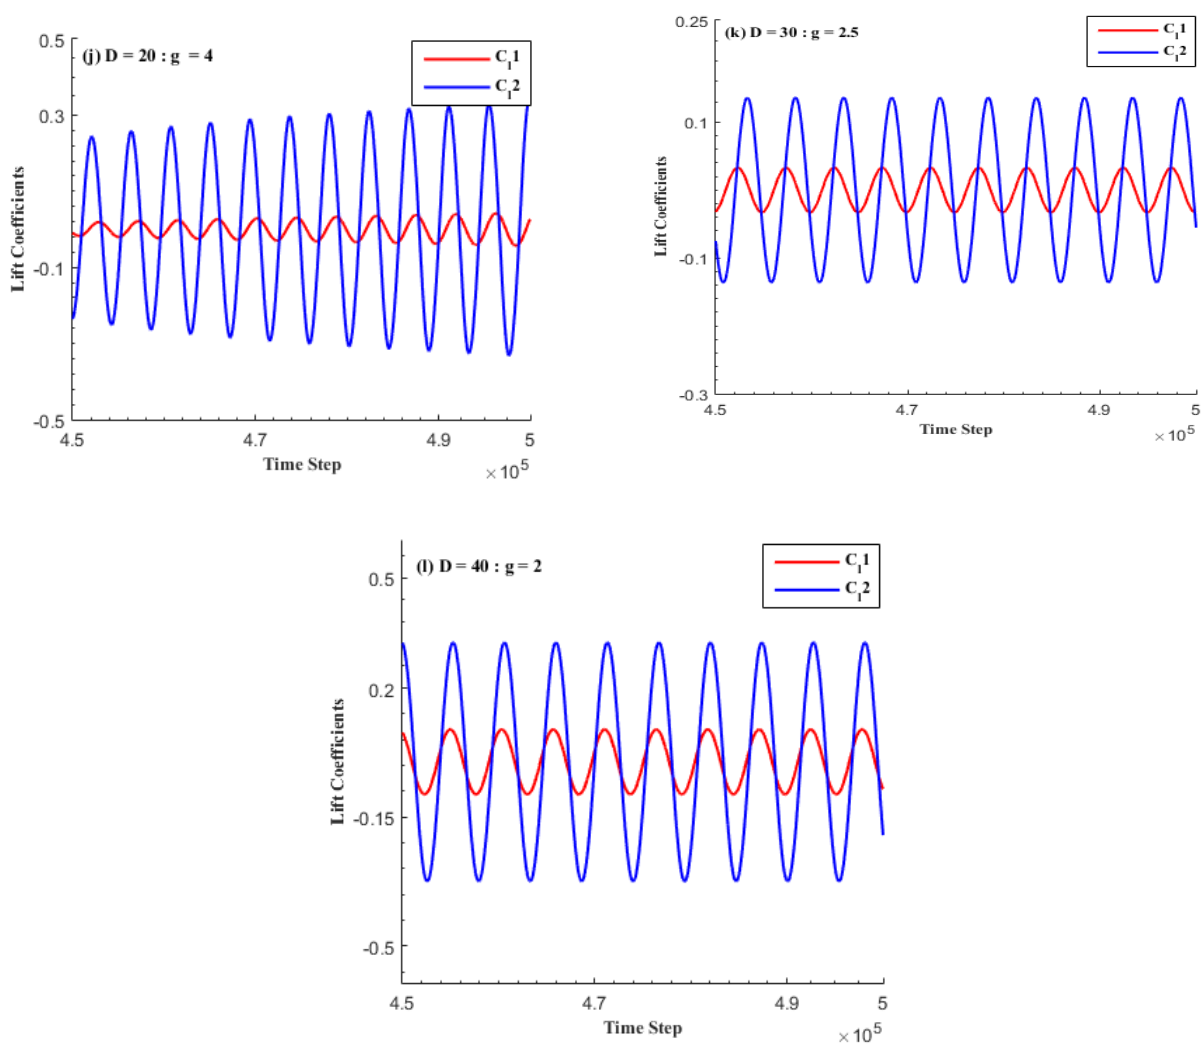 (j) D = 20 : g = 4
C_l1
C_l2
0.5
0.3
-0.1
-0.5
Lift Coefficients
4.5
4.7
4.9
5
Time Step
×10^5
(k) D = 30 : g = 2.5
C_l1
C_l2
0.25
0.1
-0.1
-0.3
Lift Coefficients
4.5
4.7
4.9
5
Time Step
×10^5
(l) D = 40 : g = 2
C_l1
C_l2
0.5
0.2
-0.15
-0.5
Lift Coefficients
4.5
4.7
4.9
5
Time Step
×10^5